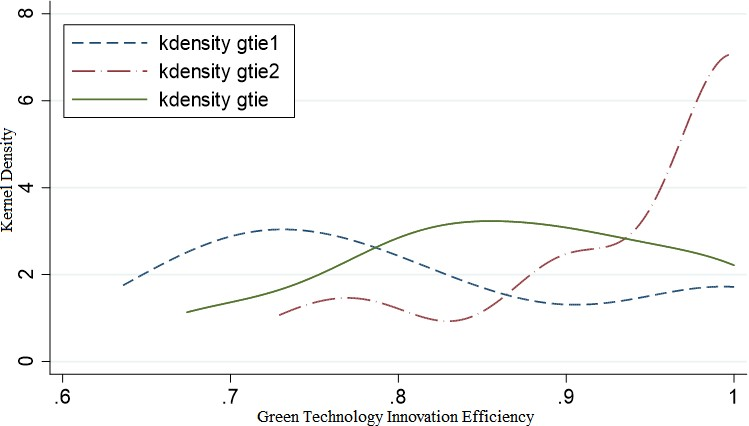 8
6
4
2
0
Kernel Density
kdensity gtie1
kdensity gtie2
kdensity gtie
.6 .7 .8 .9 1
Green Technology Innovation Efficiency